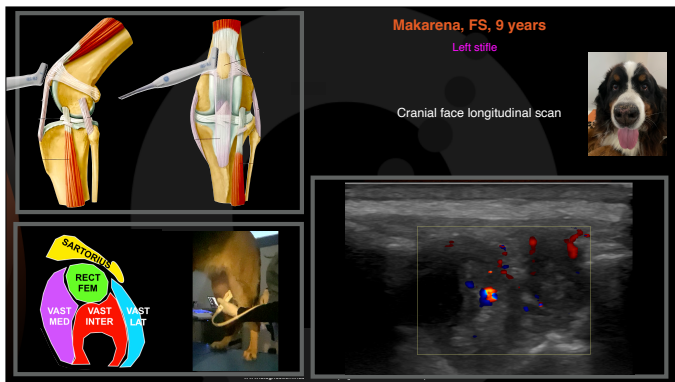 Makarena, FS, 9 years
Left stifle
Cranial face longitudinal scan
SARTORIUS
RECT
FEM
VAST
MED
VAST
INTER
VAST
LAT